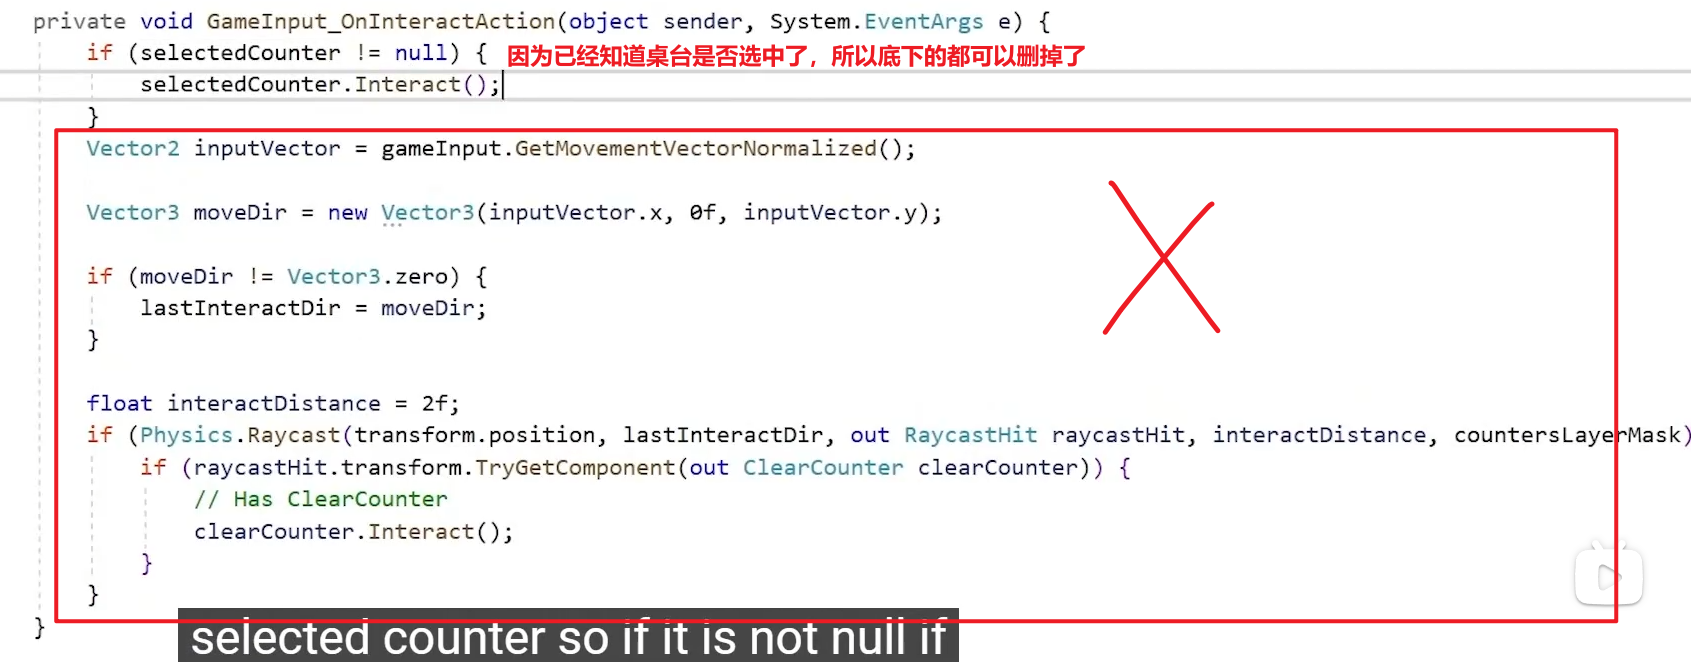 private void GameInput_OnInteractAction(object sender, System.EventArgs e) {
if (selectedCounter != null) { 因为已经知道桌台是否选中了，所以底下的都可以删掉了
selectedCounter.Interact();
}
Vector2 inputVector = gameInput.GetMovementVectorNormalized();
Vector3 moveDir = new Vector3(inputVector.x, 0f, inputVector.y);
if (moveDir != Vector3.zero) {
lastInteractDir = moveDir;
}
float interactDistance = 2f;
if (Physics.Raycast(transform.position, lastInteractDir, out RaycastHit raycastHit, interactDistance, countersLayerMask)
if (raycastHit.transform.TryGetComponent(out ClearCounter clearCounter)) {
// Has ClearCounter
clearCounter.Interact();
}
}
}
selected counter so if it is not null if